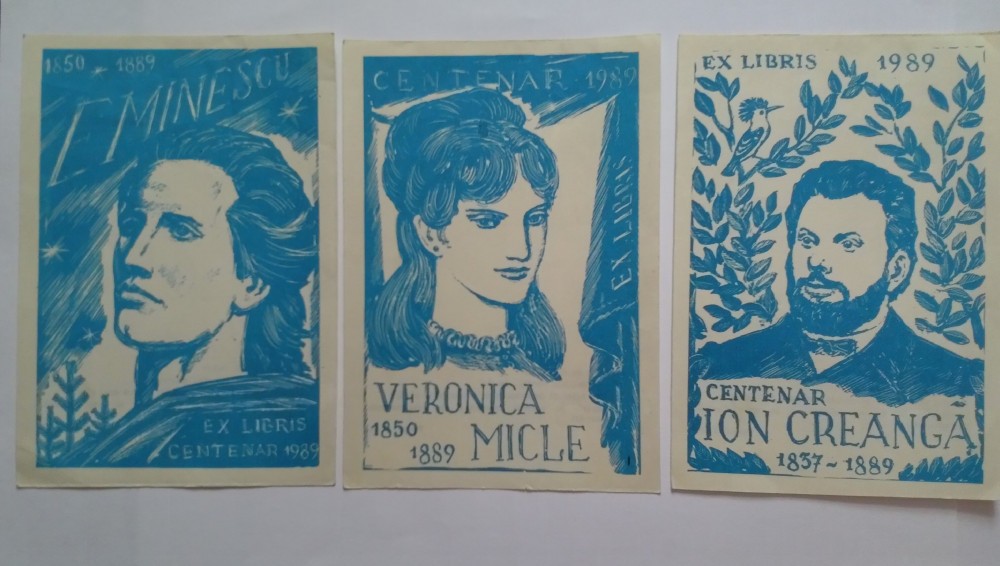 1850 - 1889
EMINESCU
EX LIBRIS
CENTENAR 1989
CENTENAR 1989
EX LIBRIS
VERONICA
1850
1889 MICLE
EX LIBRIS 1989
CENTENAR
ION CREANGĂ
1837 ~ 1889